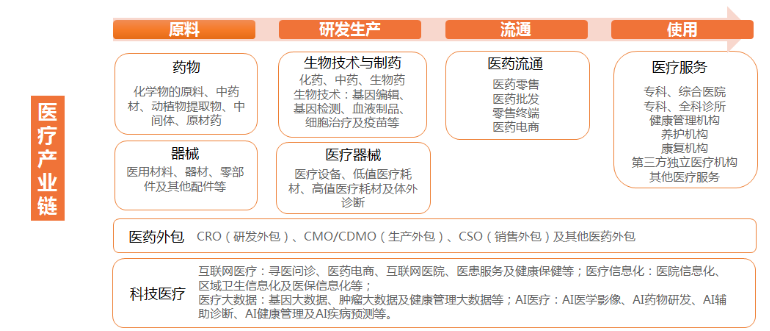 医疗产业链
原料
研发生产
流通
使用
药物
化学物的原料、中药
材、动植物提取物、中
间体、原材药
器械
医用材料、器材、零部
件及其他配件等
生物技术与制药
化药、中药、生物药
生物技术：基因编辑、
基因检测、血液制品、
细胞治疗及疫苗等
医疗器械
医疗设备、低值医疗耗
材、高值医疗耗材及体外
诊断
医药流通
医药零售
医药批发
零售终端
医药电商
医疗服务
专科、综合医院
专科、全科诊所
健康管理机构
养护机构
康复机构
第三方独立医疗机构
其他医疗服务
医药外包
CRO（研发外包）、CMO/CDMO（生产外包）、CSO（销售外包）及其他医药外包
科技医疗
互联网医疗：寻医问诊、医药电商、互联网医院、医患服务及健康保健等；医疗信息化：医院信息化、
区域卫生信息化及医保信息化等；
医疗大数据：基因大数据、肿瘤大数据及健康管理大数据等；AI医疗：AI医学影像、AI药物研发、AI辅
助诊断、AI健康管理及AI疾病预测等。